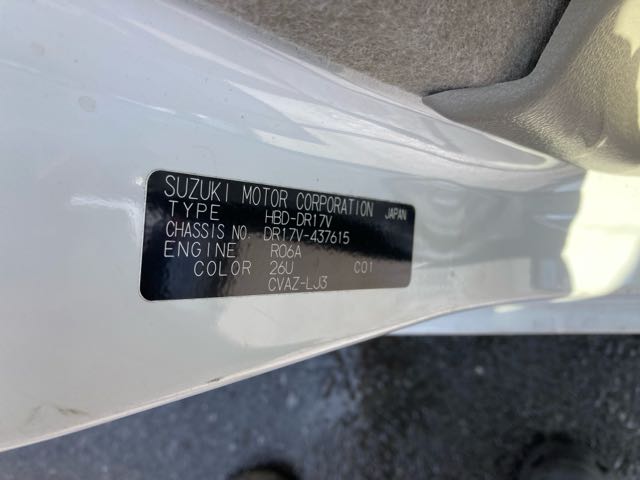 SUZUKI MOTOR CORPORATION JAPAN
TYPE HBD-DR17V
CHASSIS NO. DR17V-437615
ENGINE R06A
COLOR 26U C01
CVAZ-LJ3